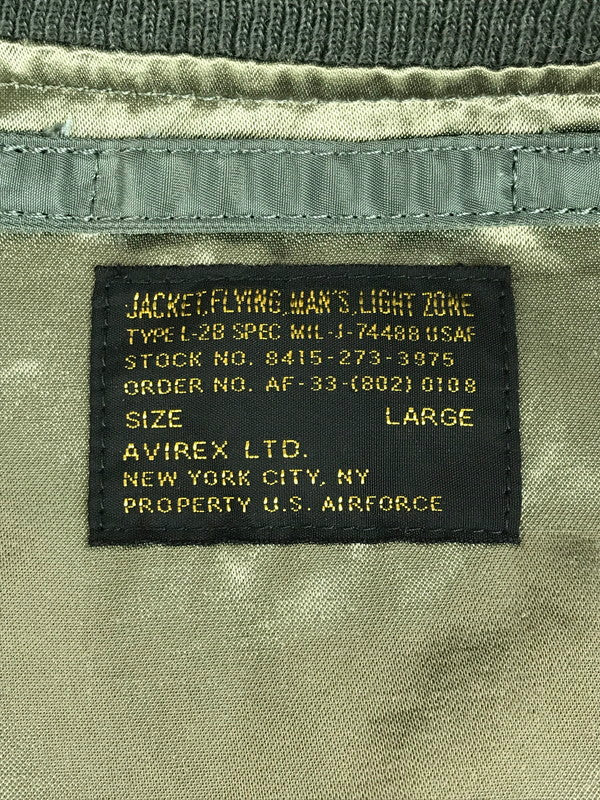 JACKET, FLYING, MAN'S, LIGHT ZONE
TYPE L-2B SPEC MIL-J-7448B USAF
STOCK NO. 8415-273-3975
ORDER NO. AF-33-(802) 0108
SIZE LARGE
AVIREX LTD.
NEW YORK CITY, NY
PROPERTY U.S. AIRFORCE